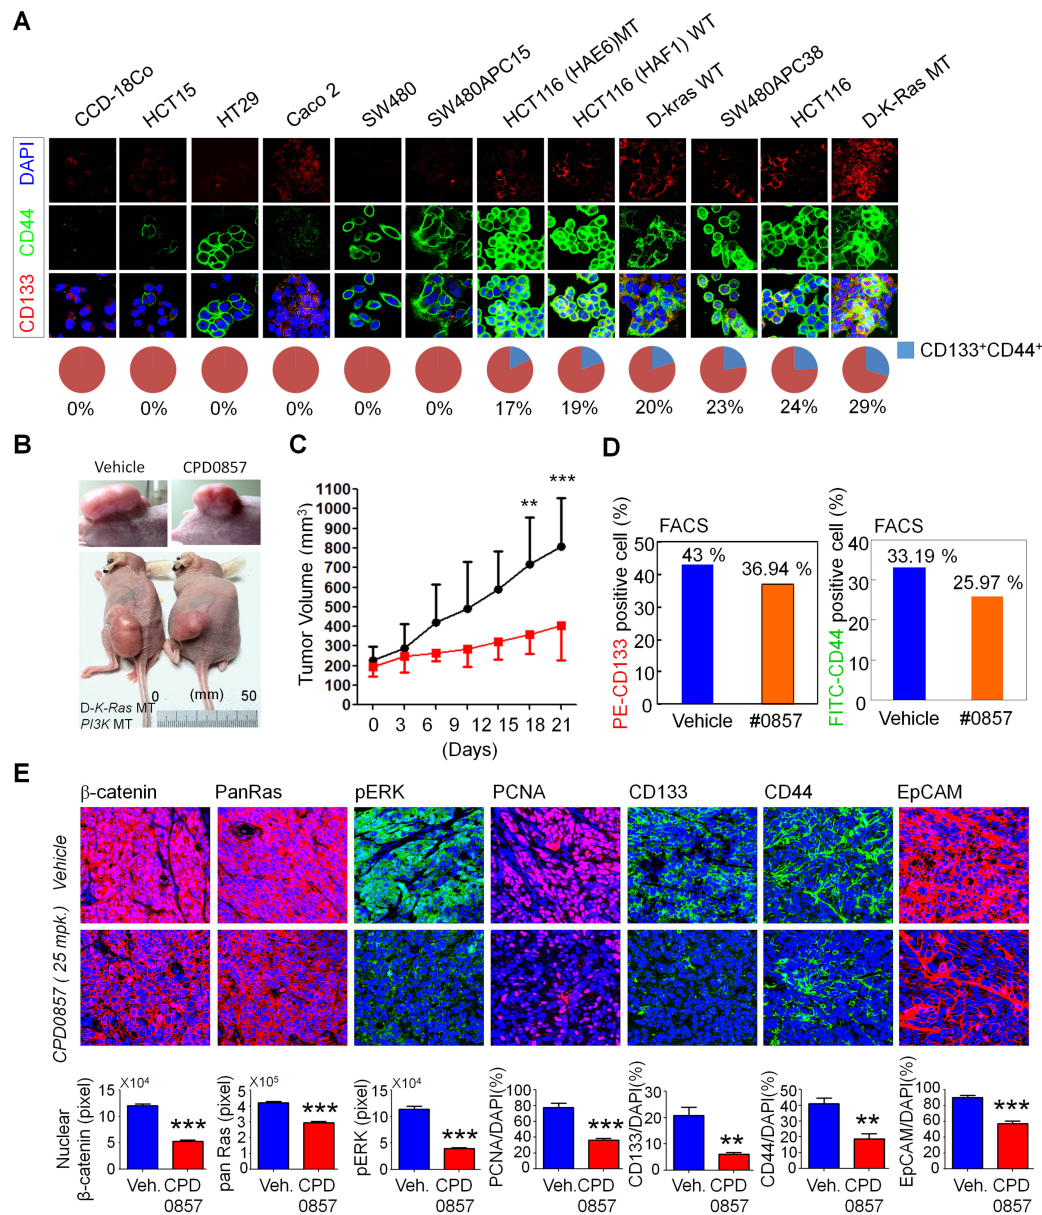 A
CCD-18Co
HCT15
HT29
Caco 2
SW480
SW480APC15
HCT116 (HAE6)MT
HCT116 (HAF1) WT
D-kras WT
SW480APC38
HCT116
D-K-Ras MT
DAPI
CD44
CD133
CD133⁺CD44⁺
0% 0% 0% 0% 0% 0% 17% 19% 20% 23% 24% 29%
B
Vehicle CPD0857
0 (mm) 50
D-K-Ras MT
PI3K MT
C
Tumor Volume (mm³)
1100
1000
900
800
700
600
500
400
300
200
100
0
** ***
0 3 6 9 12 15 18 21
(Days)
D
PE-CD133 positive cell (%)
FACS
60
50
40
30
20
10
0
43 %
36.94 %
Vehicle #0857
FITC-CD44 positive cell (%)
FACS
40
30
20
10
0
33.19 %
25.97 %
Vehicle #0857
E
β-catenin PanRas pERK PCNA CD133 CD44 EpCAM
Vehicle
CPD0857 ( 25 mpk.)
Nuclear
β-catenin (pixel)
X10⁴
15
10
5
0
***
Veh. CPD
0857
pan Ras (pixel)
X10⁵
5
4
3
2
1
0
***
Veh. CPD
0857
pERK (pixel)
X10⁴
15
10
5
0
***
Veh. CPD
0857
PCNA/DAPI(%)
100
80
60
40
20
0
***
Veh. CPD
0857
CD133/DAPI(%)
30
20
10
0
**
Veh. CPD
0857
CD44/DAPI(%)
50
40
30
20
10
0
**
Veh. CPD
0857
EpCAM/DAPI(%)
100
80
60
40
20
0
***
Veh. CPD
0857